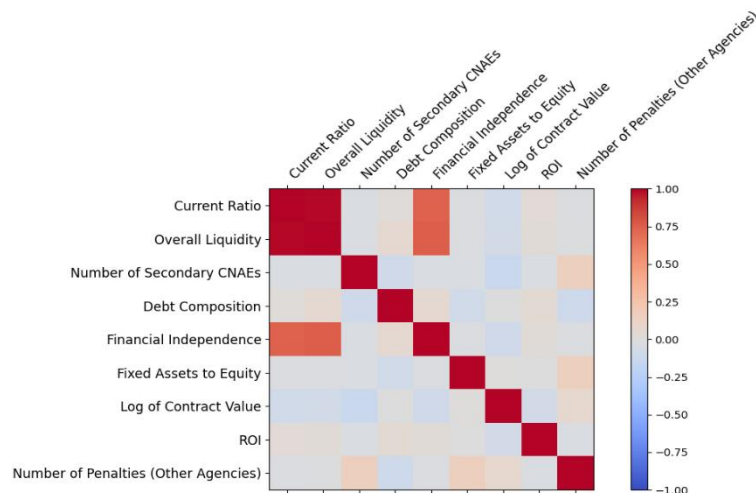 Current Ratio
Overall Liquidity
Number of Secondary CNAEs
Debt Composition
Financial Independence
Fixed Assets to Equity
Log of Contract Value
ROI
Number of Penalties (Other Agencies)
Current Ratio
Overall Liquidity
Number of Secondary CNAEs
Debt Composition
Financial Independence
Fixed Assets to Equity
Log of Contract Value
ROI
Number of Penalties (Other Agencies)
1.00
0.75
0.50
0.25
0.00
−0.25
−0.50
−0.75
−1.00